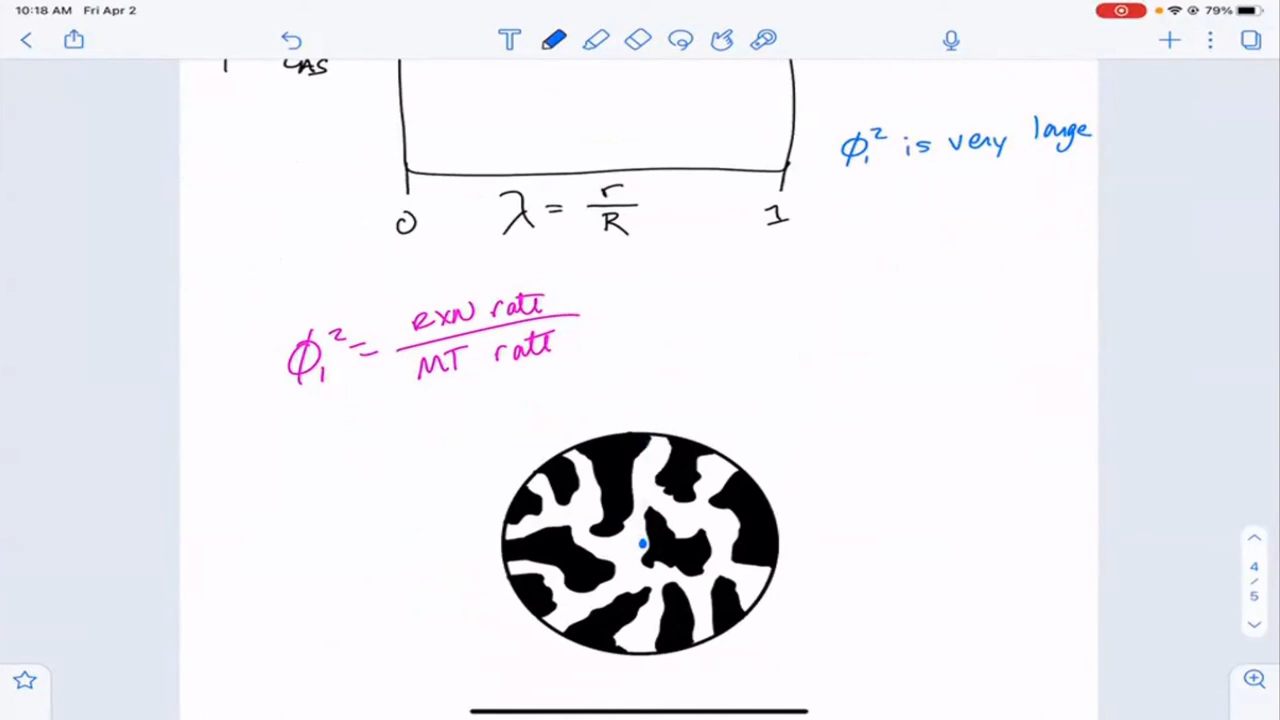 10:18 AM Fri Apr 2
79%
C_AS
ϕ₁² is very large
0
λ = r/R
1
ϕ₁² = RXN rate / MT rate
4
/
5